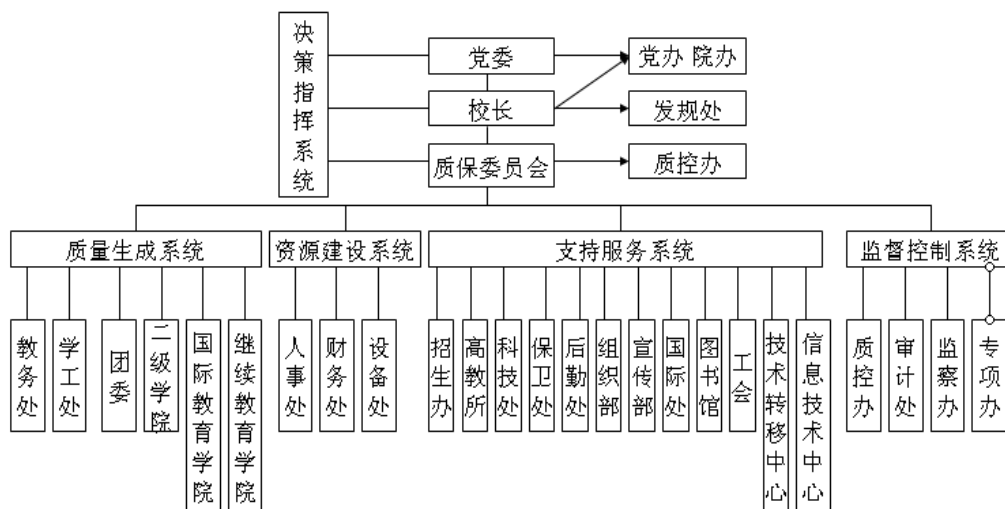 决策指挥系统
党委
党办 院办
校长
发规处
质保委员会
质控办
质量生成系统
资源建设系统
支持服务系统
监督控制系统
教务处
学工处
团委
二级学院
国际教育学院
继续教育学院
人事处
财务处
设备处
招生办
高教所
科技处
保卫处
后勤处
组织部
宣传部
国际处
图书馆
工会
技术转移中心
信息技术中心
质控办
审计处
监察办
专项办